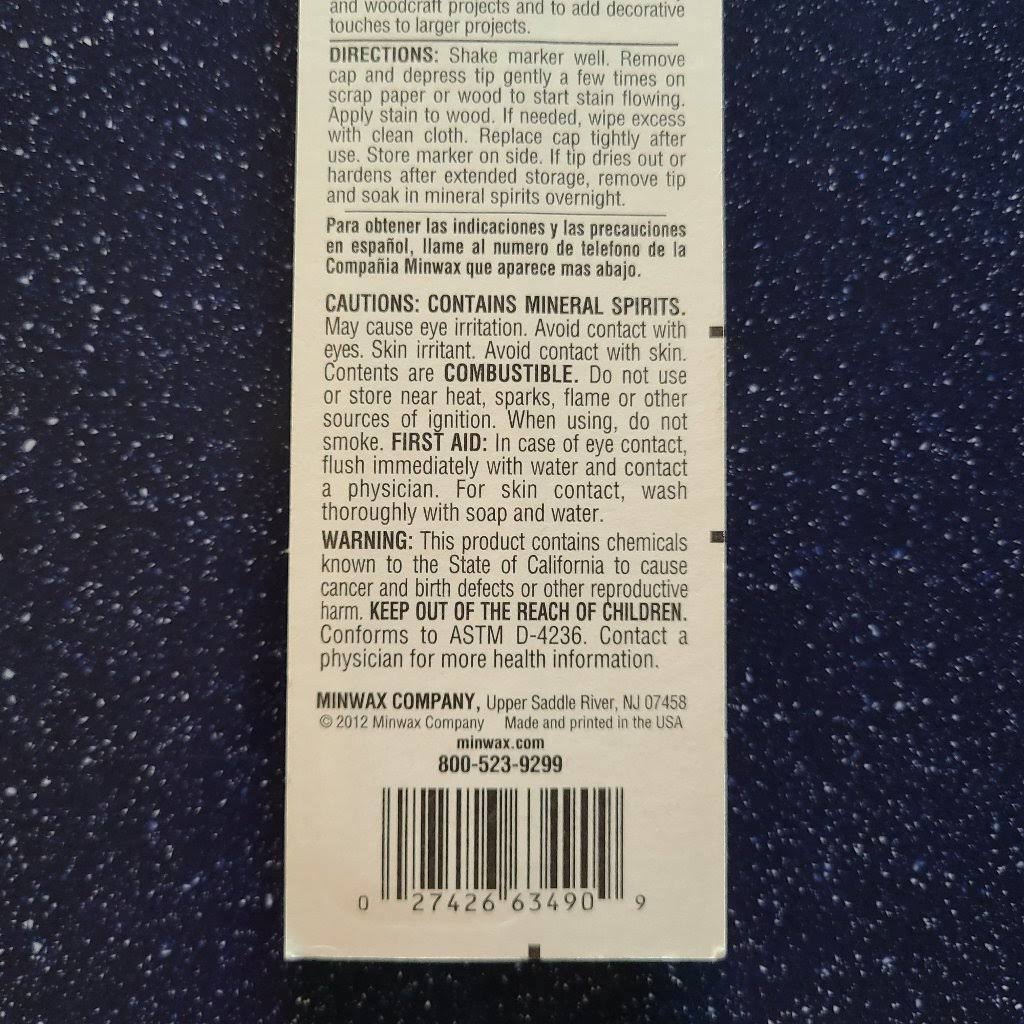 and woodcraft projects and to add decorative
touches to larger projects.
DIRECTIONS: Shake marker well. Remove
cap and depress tip gently a few times on
scrap paper or wood to start stain flowing.
Apply stain to wood. If needed, wipe excess
with clean cloth. Replace cap tightly after
use. Store marker on side. If tip dries out or
hardens after extended storage, remove tip
and soak in mineral spirits overnight.
Para obtener las indicaciones y las precauciones
en español, llame al numero de telefono de la
Compañia Minwax que aparece mas abajo.
CAUTIONS: CONTAINS MINERAL SPIRITS.
May cause eye irritation. Avoid contact with
eyes. Skin irritant. Avoid contact with skin.
Contents are COMBUSTIBLE. Do not use
or store near heat, sparks, flame or other
sources of ignition. When using, do not
smoke. FIRST AID: In case of eye contact,
flush immediately with water and contact
a physician. For skin contact, wash
thoroughly with soap and water.
WARNING: This product contains chemicals
known to the State of California to cause
cancer and birth defects or other reproductive
harm. KEEP OUT OF THE REACH OF CHILDREN.
Conforms to ASTM D-4236. Contact a
physician for more health information.
MINWAX COMPANY, Upper Saddle River, NJ 07458
© 2012 Minwax Company Made and printed in the USA
minwax.com
800-523-9299
0 27426 63490 9